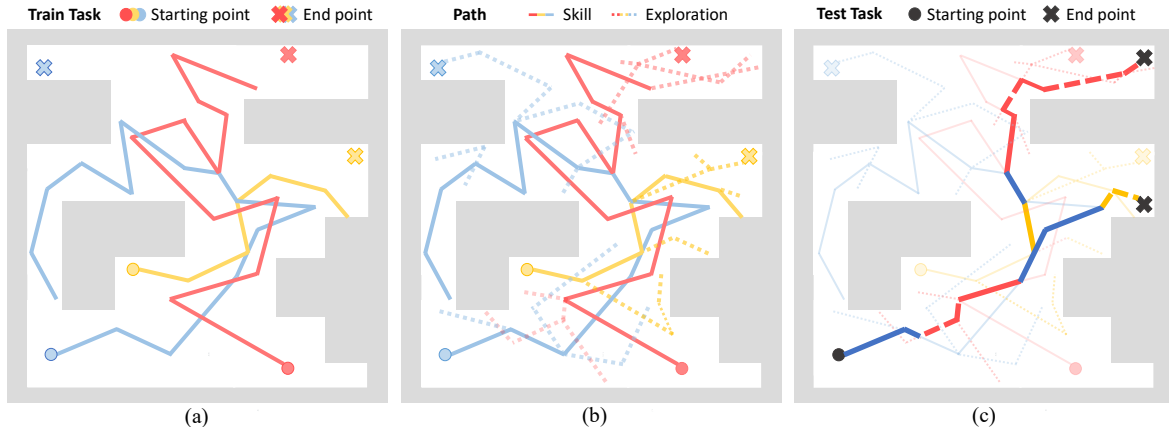 Train Task Starting point End point
Path Skill Exploration
Test Task Starting point End point
(a)
(b)
(c)